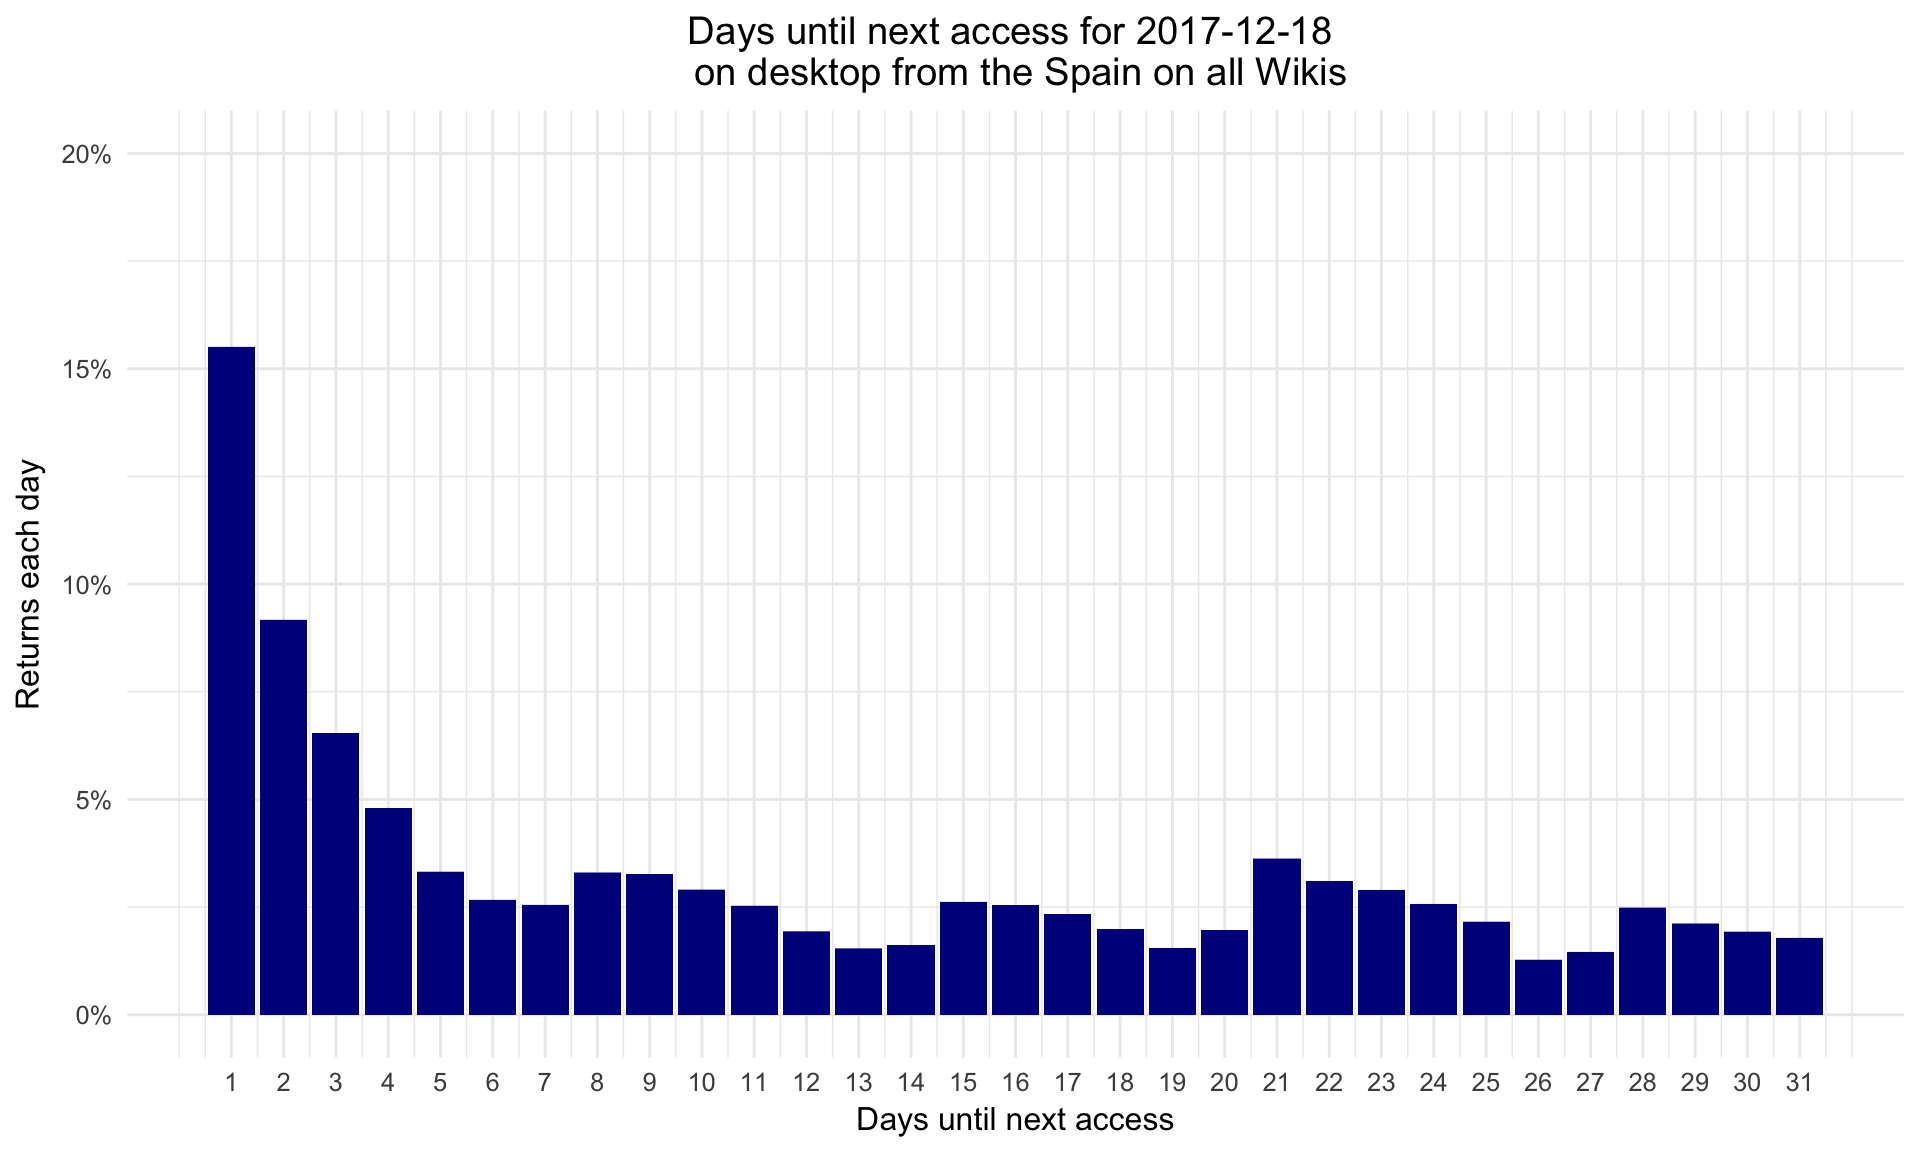 Days until next access for 2017-12-18
on desktop from the Spain on all Wikis
20%
15%
10%
5%
0%
Returns each day
1 2 3 4 5 6 7 8 9 10 11 12 13 14 15 16 17 18 19 20 21 22 23 24 25 26 27 28 29 30 31
Days until next access